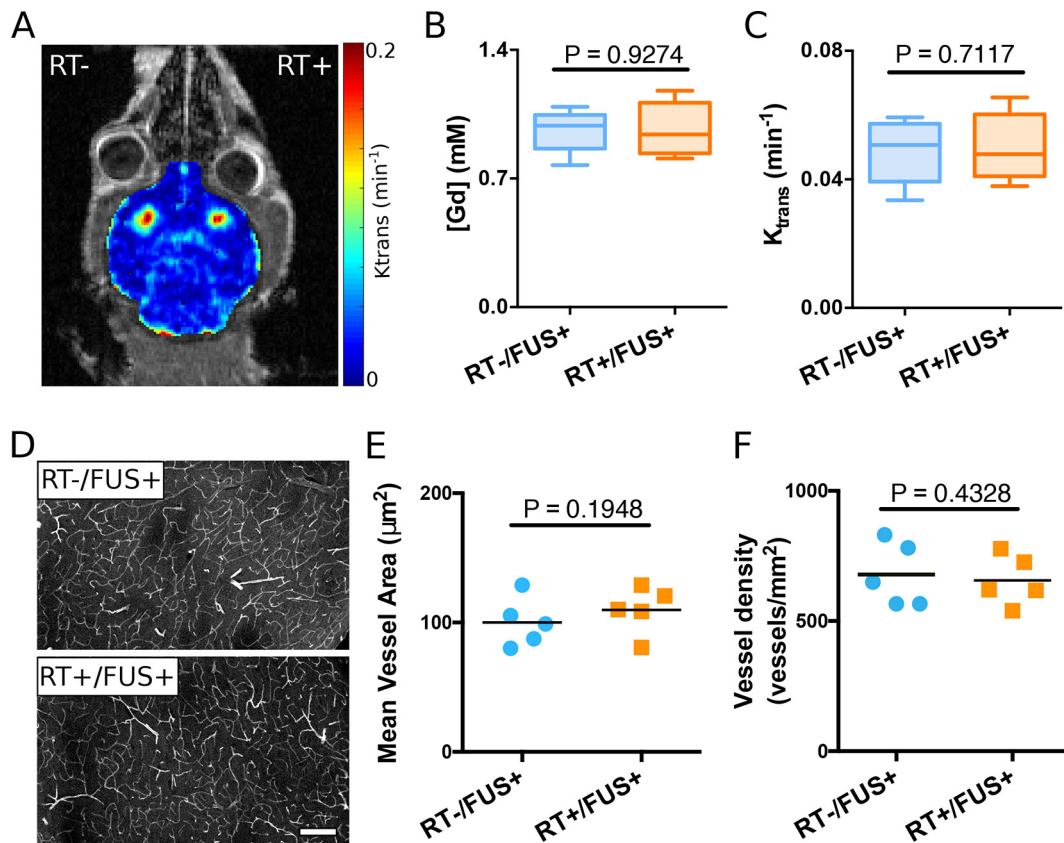 A
RT-
RT+
0.2
Ktrans (min⁻¹)
0
B
1.4
0.7
0.0
[Gd] (mM)
P = 0.9274
RT-/FUS+
RT+/FUS+
C
0.08
0.04
0.00
Ktrans (min⁻¹)
P = 0.7117
RT-/FUS+
RT+/FUS+
D
RT-/FUS+
RT+/FUS+
E
200
100
0
Mean Vessel Area (μm²)
P = 0.1948
RT-/FUS+
RT+/FUS+
F
1000
500
0
Vessel density
(vessels/mm²)
P = 0.4328
RT-/FUS+
RT+/FUS+